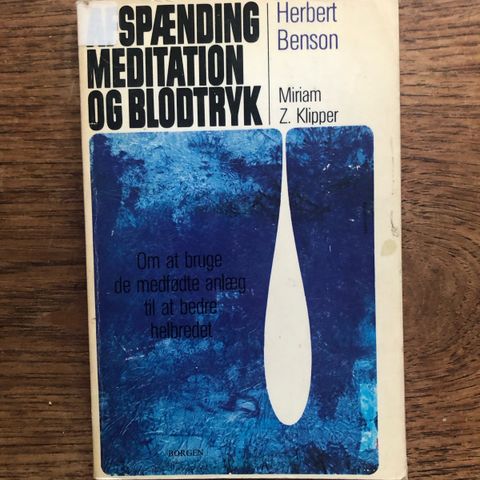 AFSPÆNDING
MEDITATION
OG BLODTRYK
Herbert
Benson
Miriam
Z. Klipper
Om at bruge
de medfødte anlæg
til at bedre
helbredet
BORGEN